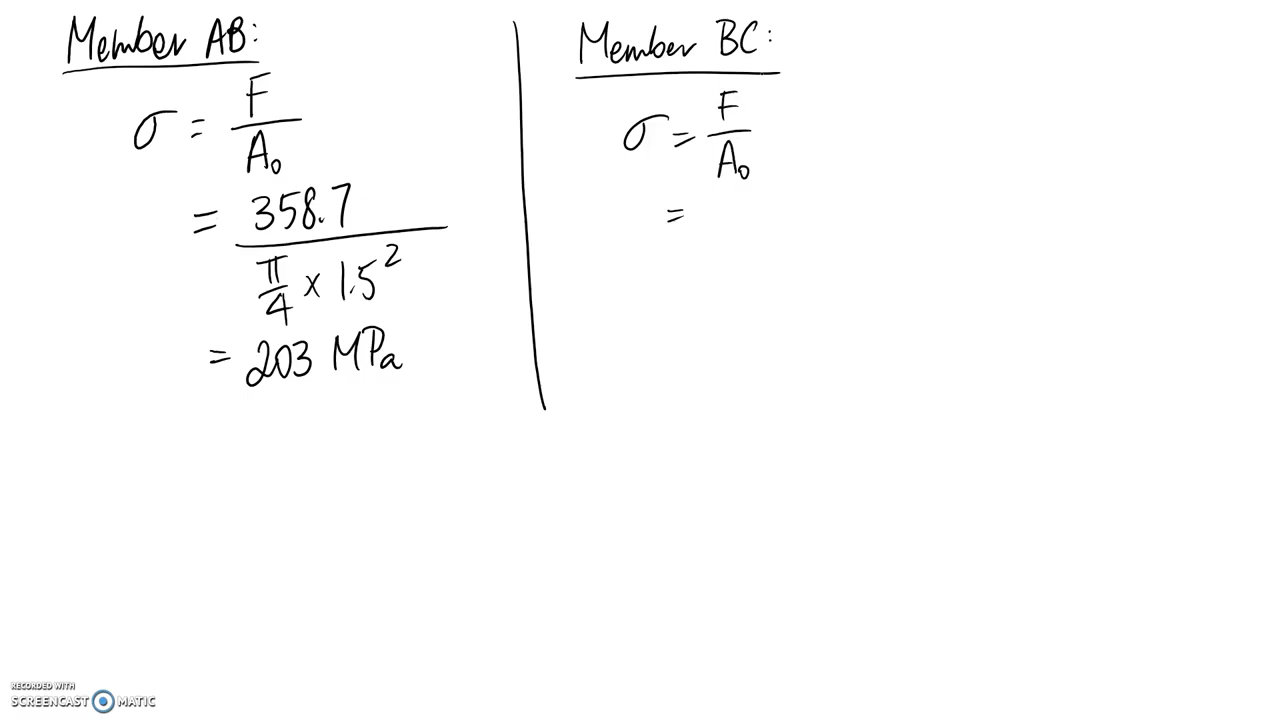 Member AB:
σ = F / A₀
= 358.7 / (π/4 × 1.5²)
= 203 MPa
Member BC:
σ = F / A₀
=
RECORDED WITH
SCREENCAST MATIC